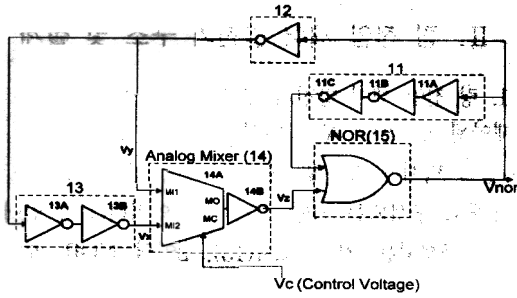 12
11
11C 11B 11A
NOR(15)
Vnor
Vy
Analog Mixer (14)
14A
14B
MI1
MO
MC
MI2
Vz
13
13A 13B
Vx
Vc (Control Voltage)